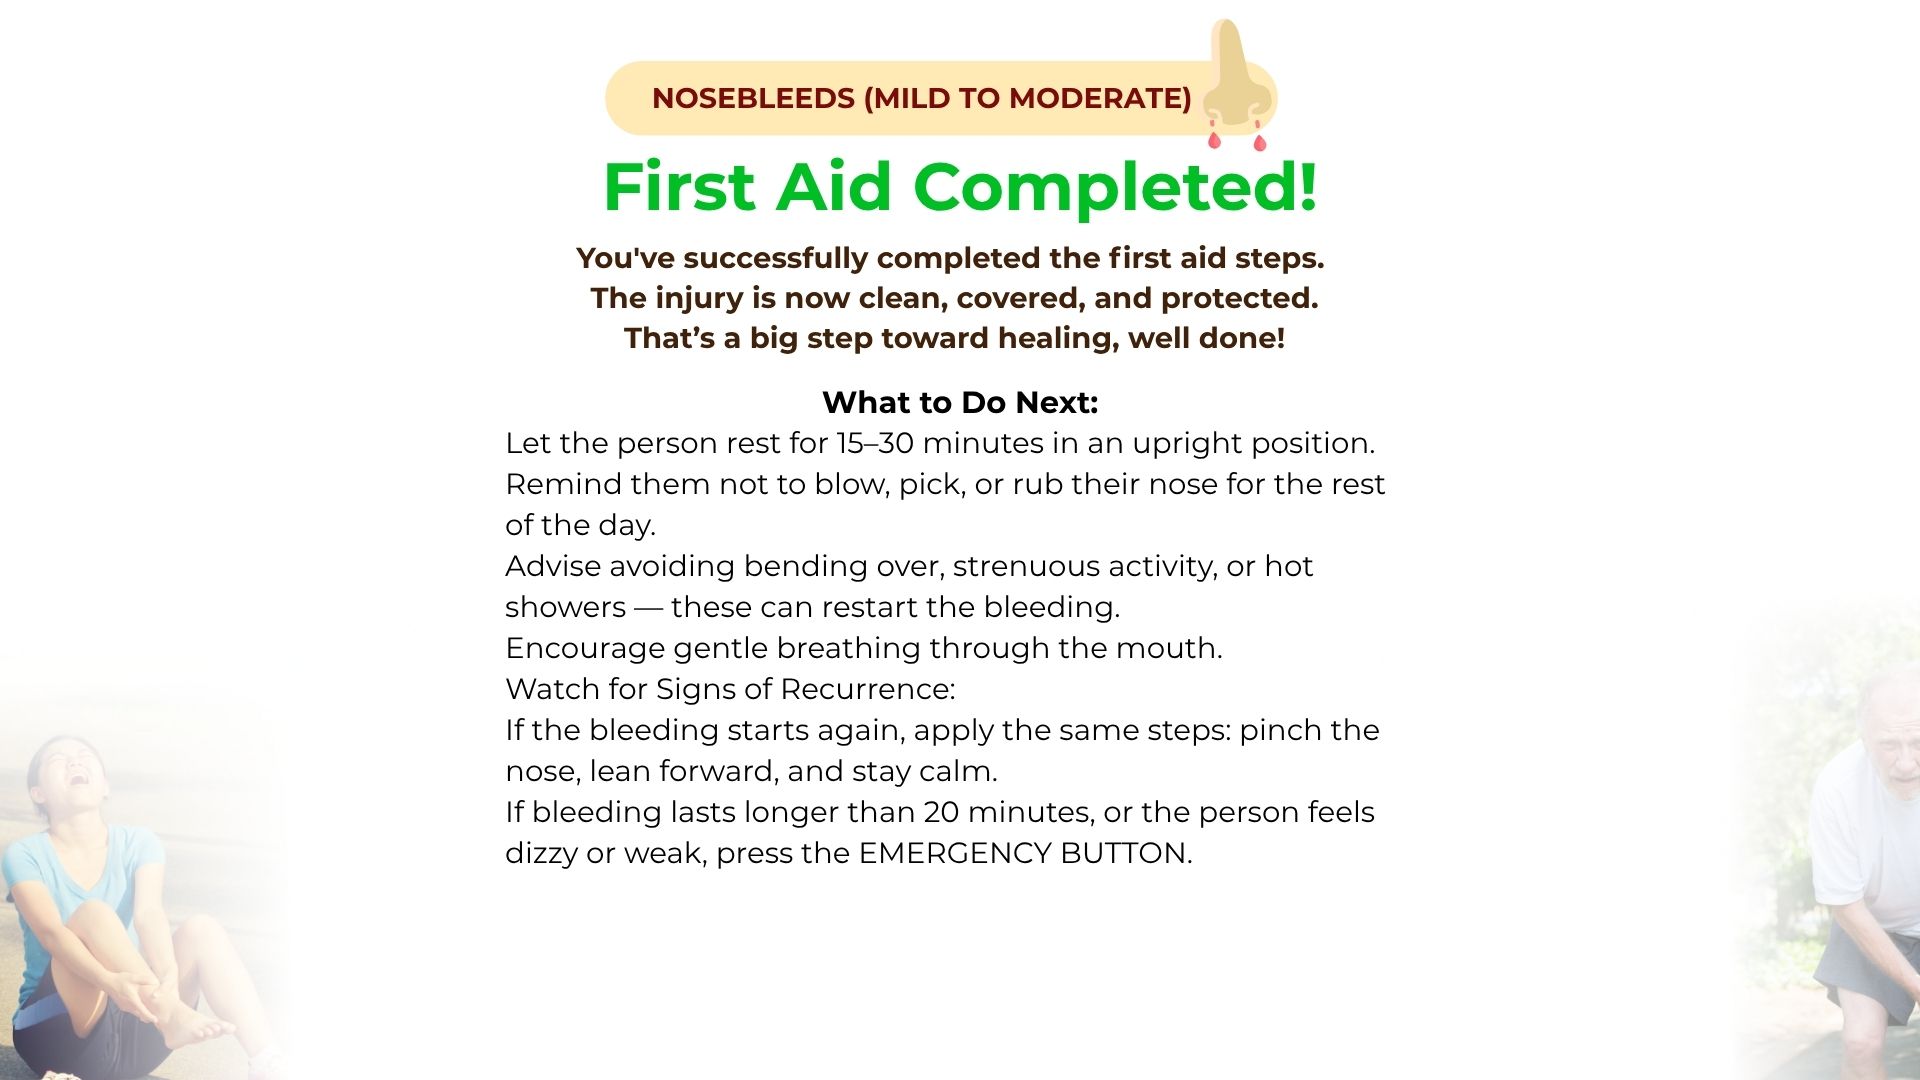 NOSEBLEEDS (MILD TO MODERATE)
First Aid Completed!
You've successfully completed the first aid steps.
The injury is now clean, covered, and protected.
That’s a big step toward healing, well done!
What to Do Next:
Let the person rest for 15–30 minutes in an upright position.
Remind them not to blow, pick, or rub their nose for the rest
of the day.
Advise avoiding bending over, strenuous activity, or hot
showers — these can restart the bleeding.
Encourage gentle breathing through the mouth.
Watch for Signs of Recurrence:
If the bleeding starts again, apply the same steps: pinch the
nose, lean forward, and stay calm.
If bleeding lasts longer than 20 minutes, or the person feels
dizzy or weak, press the EMERGENCY BUTTON.